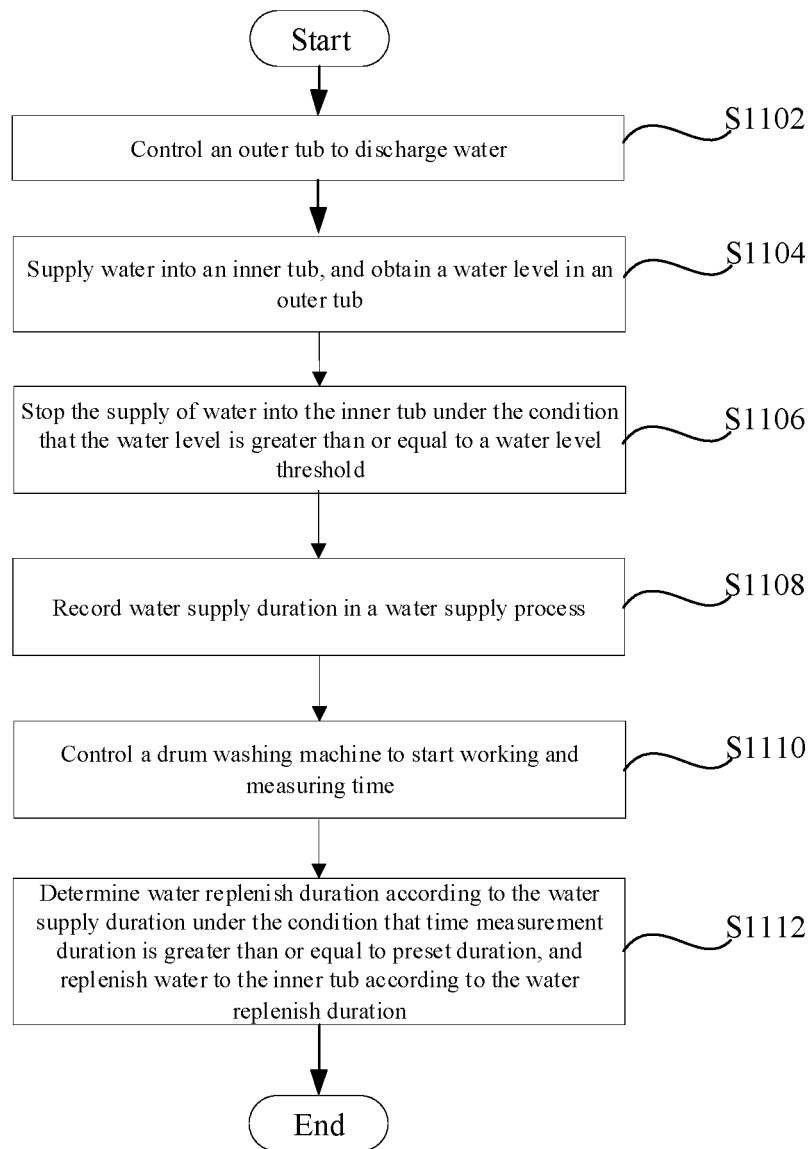 Start
S1102
Control an outer tub to discharge water
S1104
Supply water into an inner tub, and obtain a water level in an
outer tub
S1106
Stop the supply of water into the inner tub under the condition
that the water level is greater than or equal to a water level
threshold
S1108
Record water supply duration in a water supply process
S1110
Control a drum washing machine to start working and
measuring time
S1112
Determine water replenish duration according to the water
supply duration under the condition that time measurement
duration is greater than or equal to preset duration, and
replenish water to the inner tub according to the water
replenish duration
End